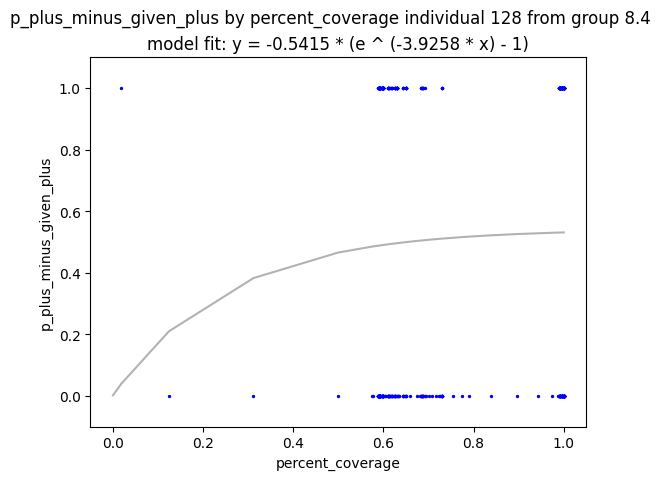 p_plus_minus_given_plus by percent_coverage individual 128 from group 8.4
model fit: y = -0.5415 * (e ^ (-3.9258 * x) - 1)
1.0
0.8
0.6
0.4
0.2
0.0
p_plus_minus_given_plus
0.0 0.2 0.4 0.6 0.8 1.0
percent_coverage